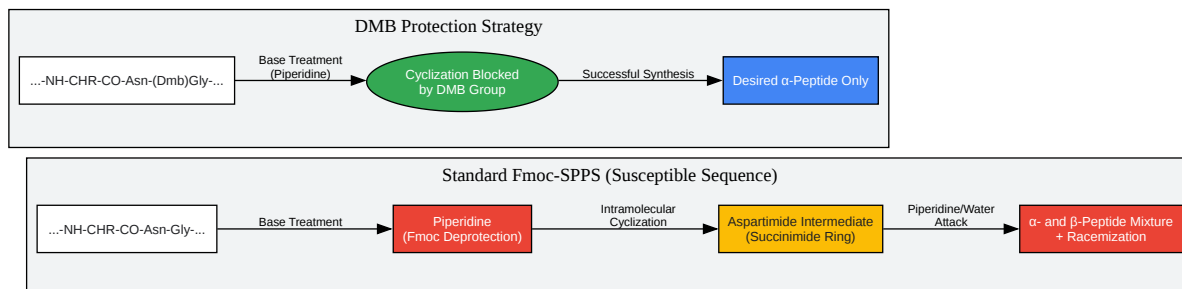 DMB Protection Strategy
...-NH-CHR-CO-Asn-(Dmb)Gly-...
Base Treatment
(Piperidine)
Cyclization Blocked
by DMB Group
Successful Synthesis
Desired α-Peptide Only
Standard Fmoc-SPPS (Susceptible Sequence)
...-NH-CHR-CO-Asn-Gly-...
Base Treatment
Piperidine
(Fmoc Deprotection)
Intramolecular
Cyclization
Aspartimide Intermediate
(Succinimide Ring)
Piperidine/Water
Attack
α- and β-Peptide Mixture
+ Racemization